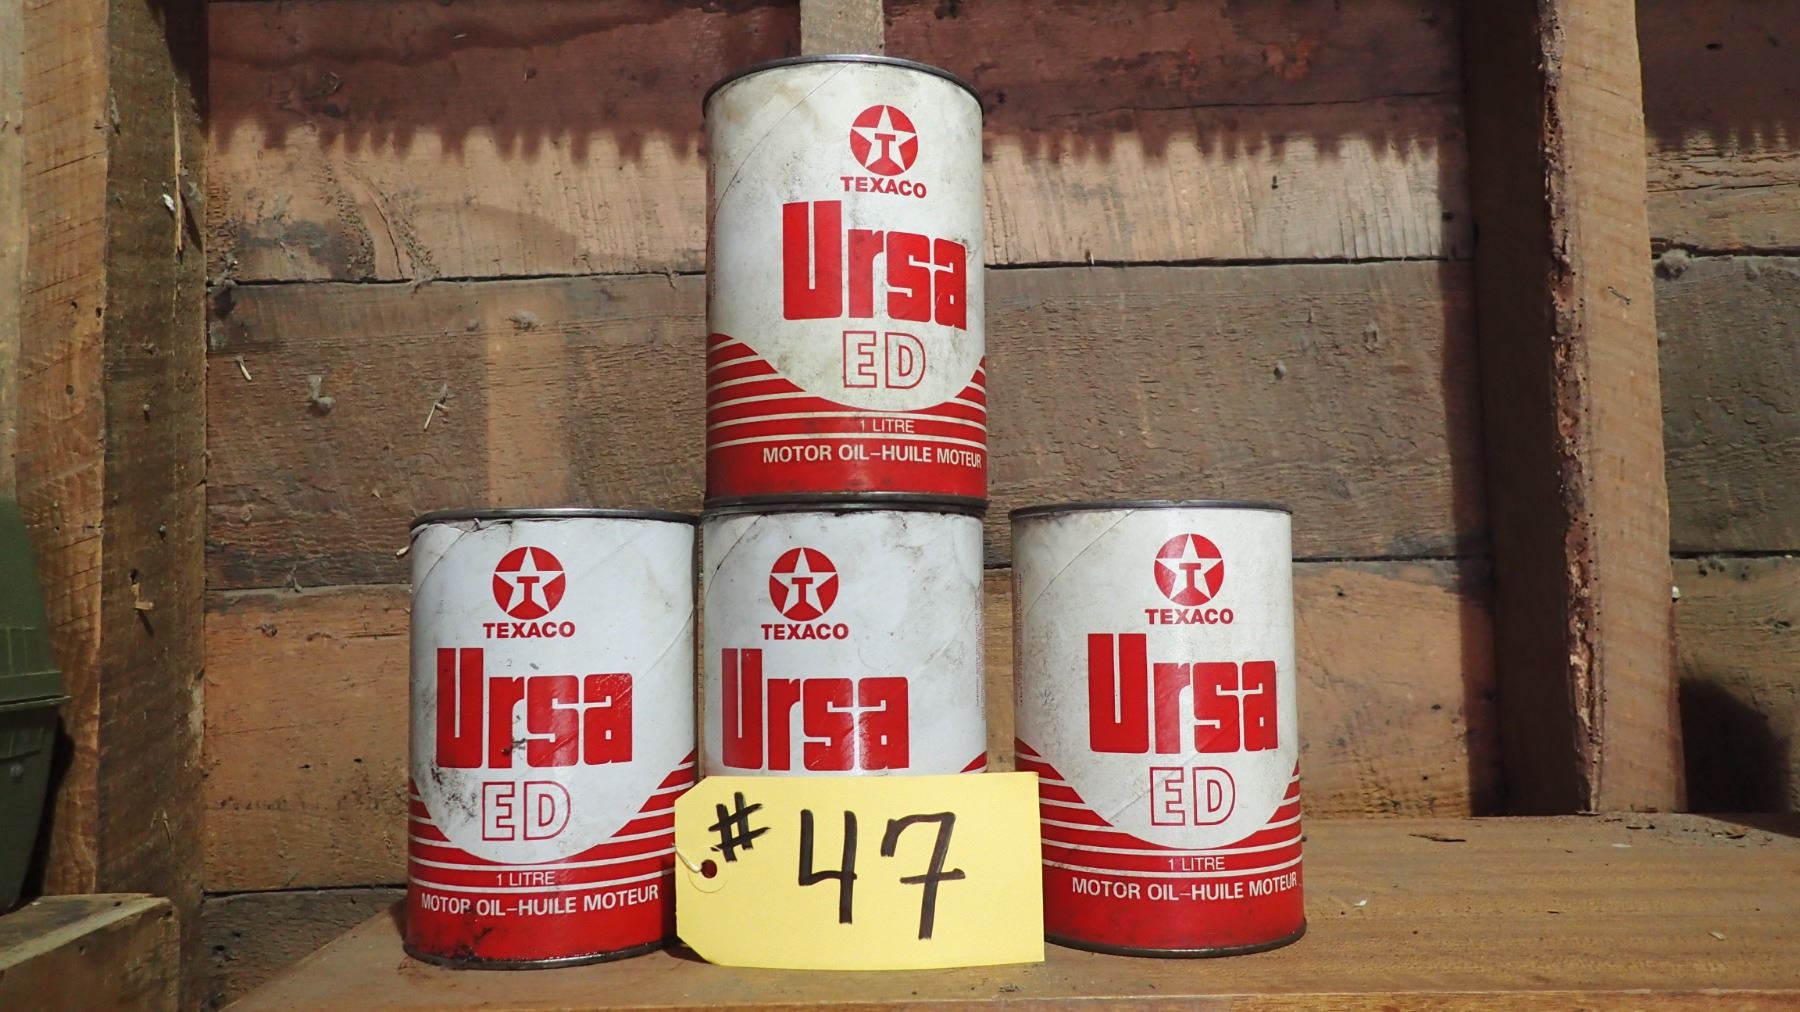 T
TEXACO
Ursa
ED
1 LITRE
MOTOR OIL–HUILE MOTEUR
T
TEXACO
Ursa
ED
1 LITRE
MOTOR OIL–HUILE MOTEUR
T
TEXACO
Ursa
T
TEXACO
Ursa
ED
1 LITRE
MOTOR OIL–HUILE MOTEUR
# 47